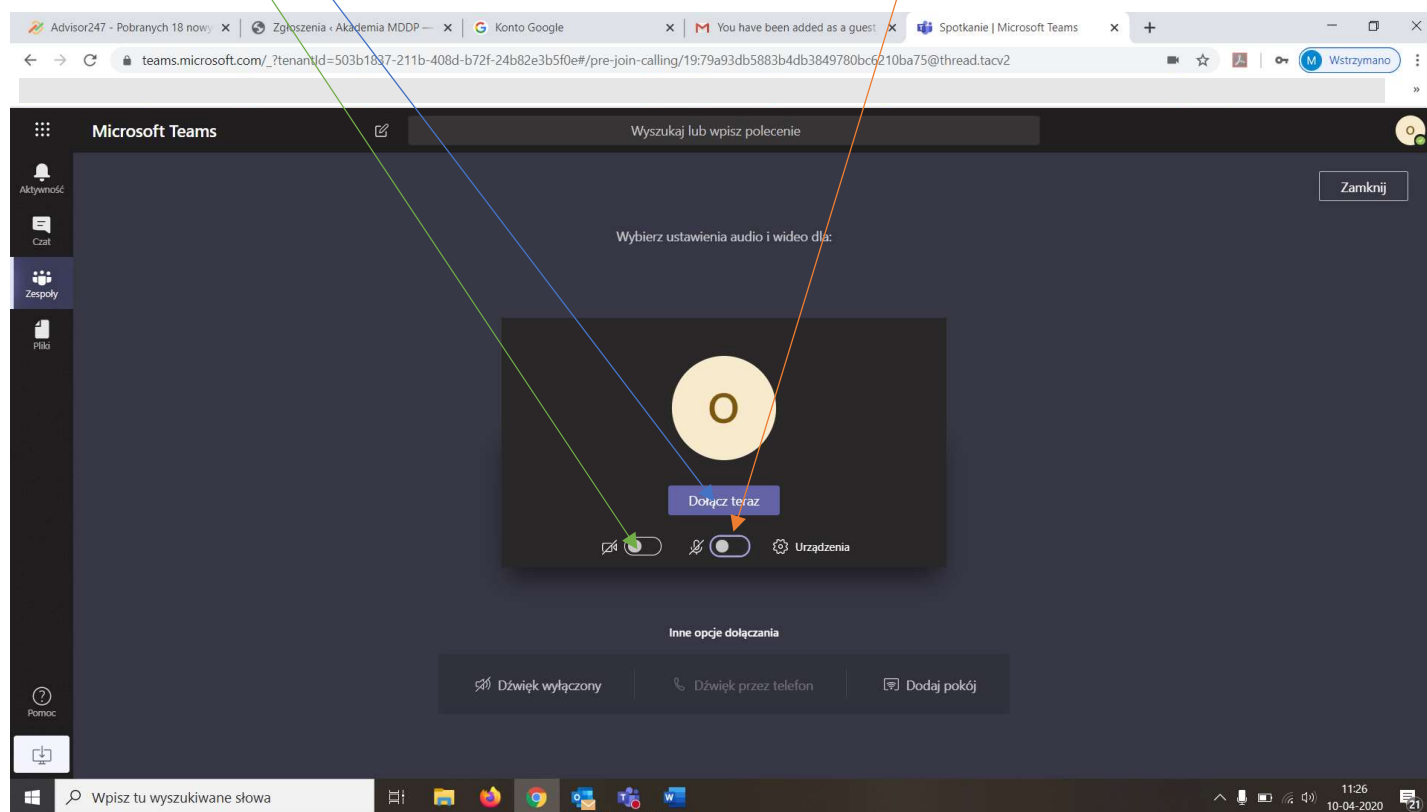 Advisor247 - Pobranych 18 nowy
Zgłoszenia ‹ Akademia MDDP —
Konto Google
You have been added as a guest
Spotkanie | Microsoft Teams
teams.microsoft.com/_?tenantId=503b1837-211b-408d-b72f-24b82e3b5f0e#/pre-join-calling/19:79a93db5883b4db3849780bc6210ba75@thread.tacv2
M Wstrzymano
Microsoft Teams
Wyszukaj lub wpisz polecenie
O
Aktywność
Czat
Zespoły
Pliki
Zamknij
Wybierz ustawienia audio i wideo dla:
O
Dołącz teraz
Urządzenia
Inne opcje dołączania
Dźwięk wyłączony
Dźwięk przez telefon
Dodaj pokój
Pomoc
Wpisz tu wyszukiwane słowa
11:26
10-04-2020
21